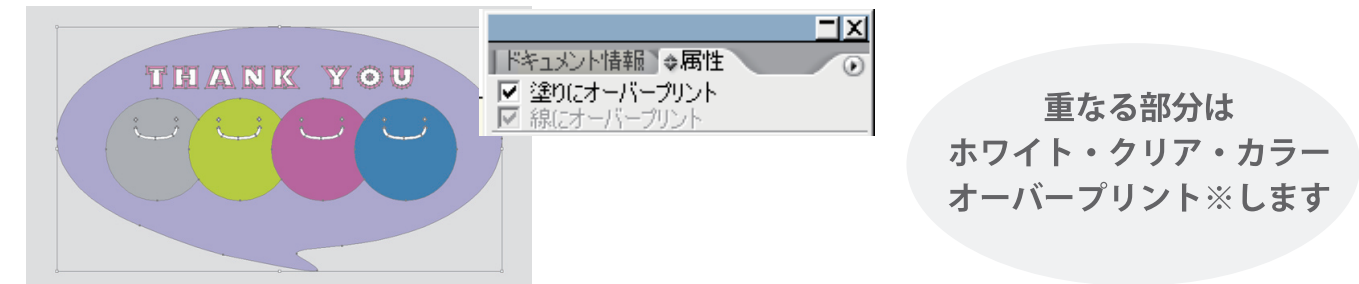 THANK YOU
ドキュメント情報 属性
塗りにオーバープリント
線にオーバープリント
重なる部分は
ホワイト・クリア・カラー
オーバープリント※します